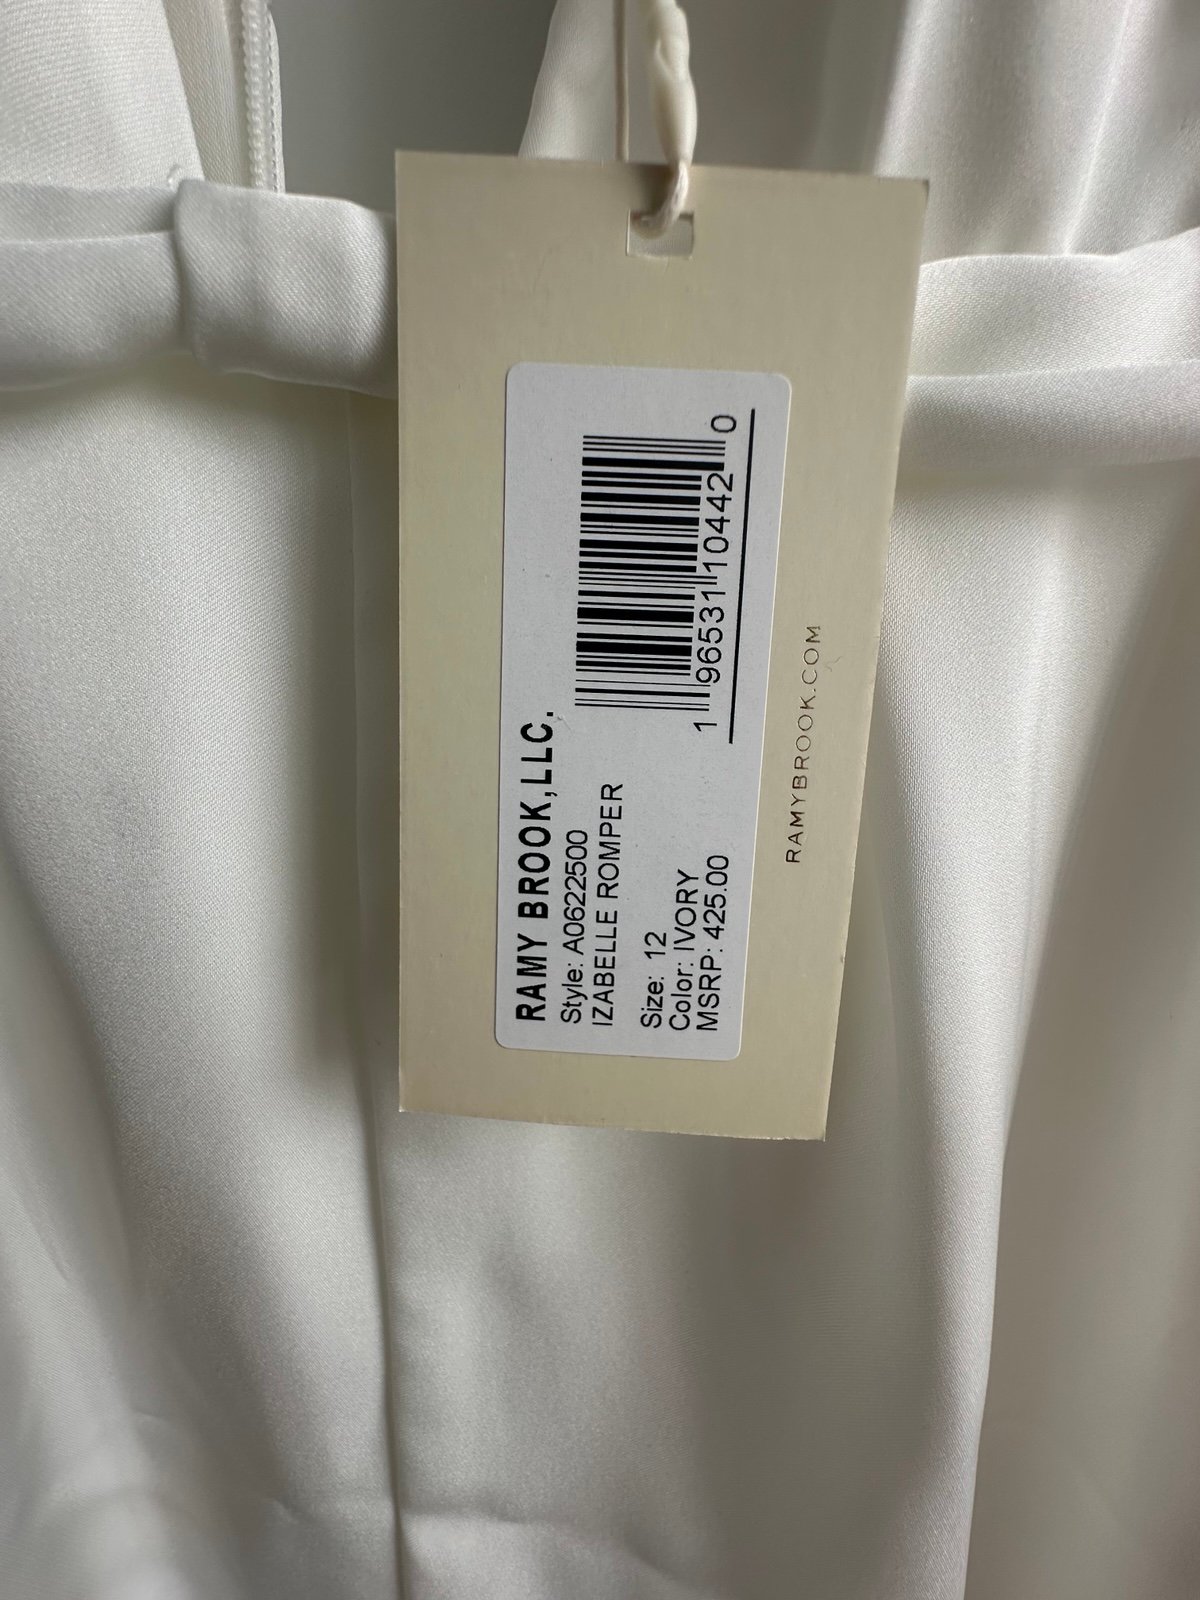 RAMY BROOK,LLC.
Style: A0622500
IZABELLE ROMPER
Size: 12
Color: IVORY
MSRP: 425.00
1 96531 10442 0
RAMYBROOK.COM